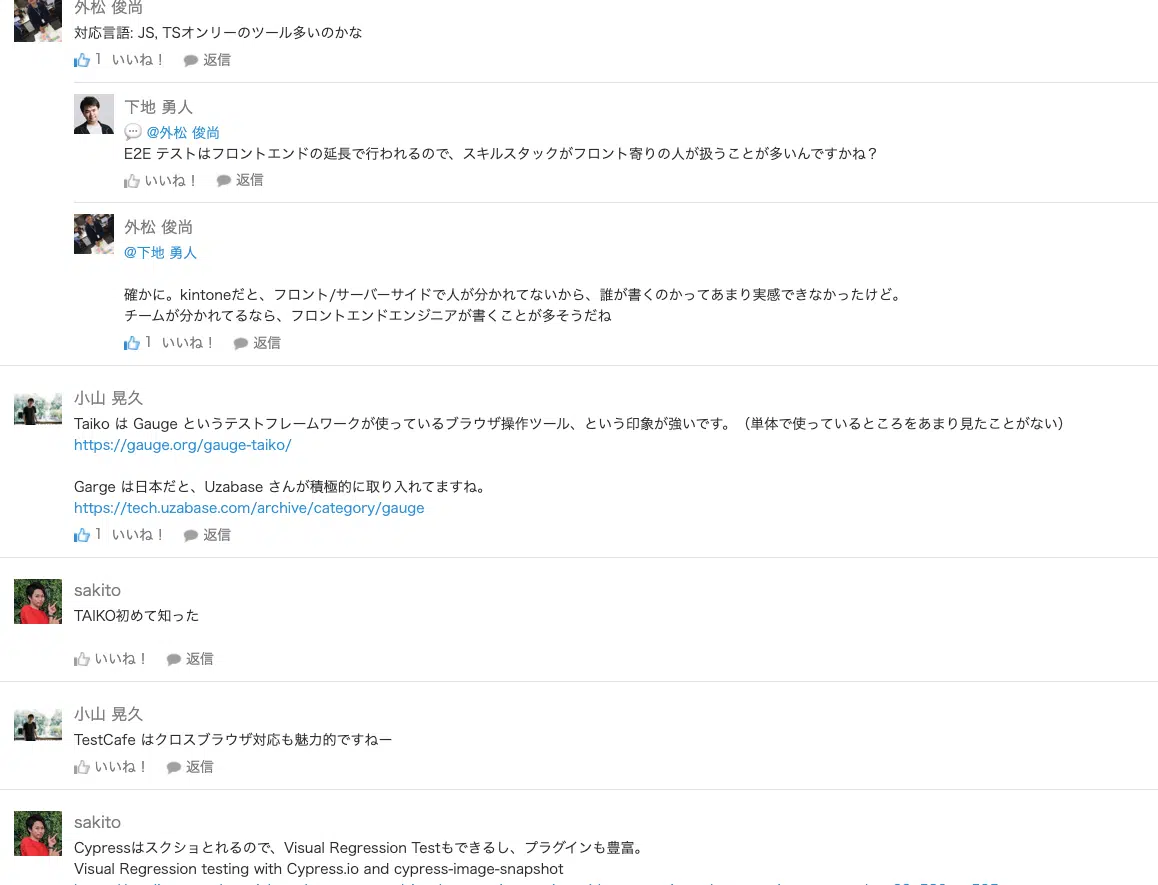 外松 俊尚
対応言語: JS, TSオンリーのツール多いのかな
1 いいね！ 返信
下地 勇人
@外松 俊尚
E2E テストはフロントエンドの延長で行われるので、スキルスタックがフロント寄りの人が扱うことが多いんですかね？
いいね！ 返信
外松 俊尚
@下地 勇人
確かに。kintoneだと、フロント/サーバーサイドで人が分かれてないから、誰が書くのかってあまり実感できなかったけど。
チームが分かれてるなら、フロントエンドエンジニアが書くことが多そうだね
1 いいね！ 返信
小山 晃久
Taiko は Gauge というテストフレームワークが使っているブラウザ操作ツール、という印象が強いです。（単体で使っているところをあまり見たことがない）
https://gauge.org/gauge-taiko/
Garge は日本だと、Uzabase さんが積極的に取り入れてますね。
https://tech.uzabase.com/archive/category/gauge
1 いいね！ 返信
sakito
TAIKO初めて知った
いいね！ 返信
小山 晃久
TestCafe はクロスブラウザ対応も魅力的ですねー
いいね！ 返信
sakito
Cypressはスクショとれるので、Visual Regression Testもできるし、プラグインも豊富。
Visual Regression testing with Cypress.io and cypress-image-snapshot